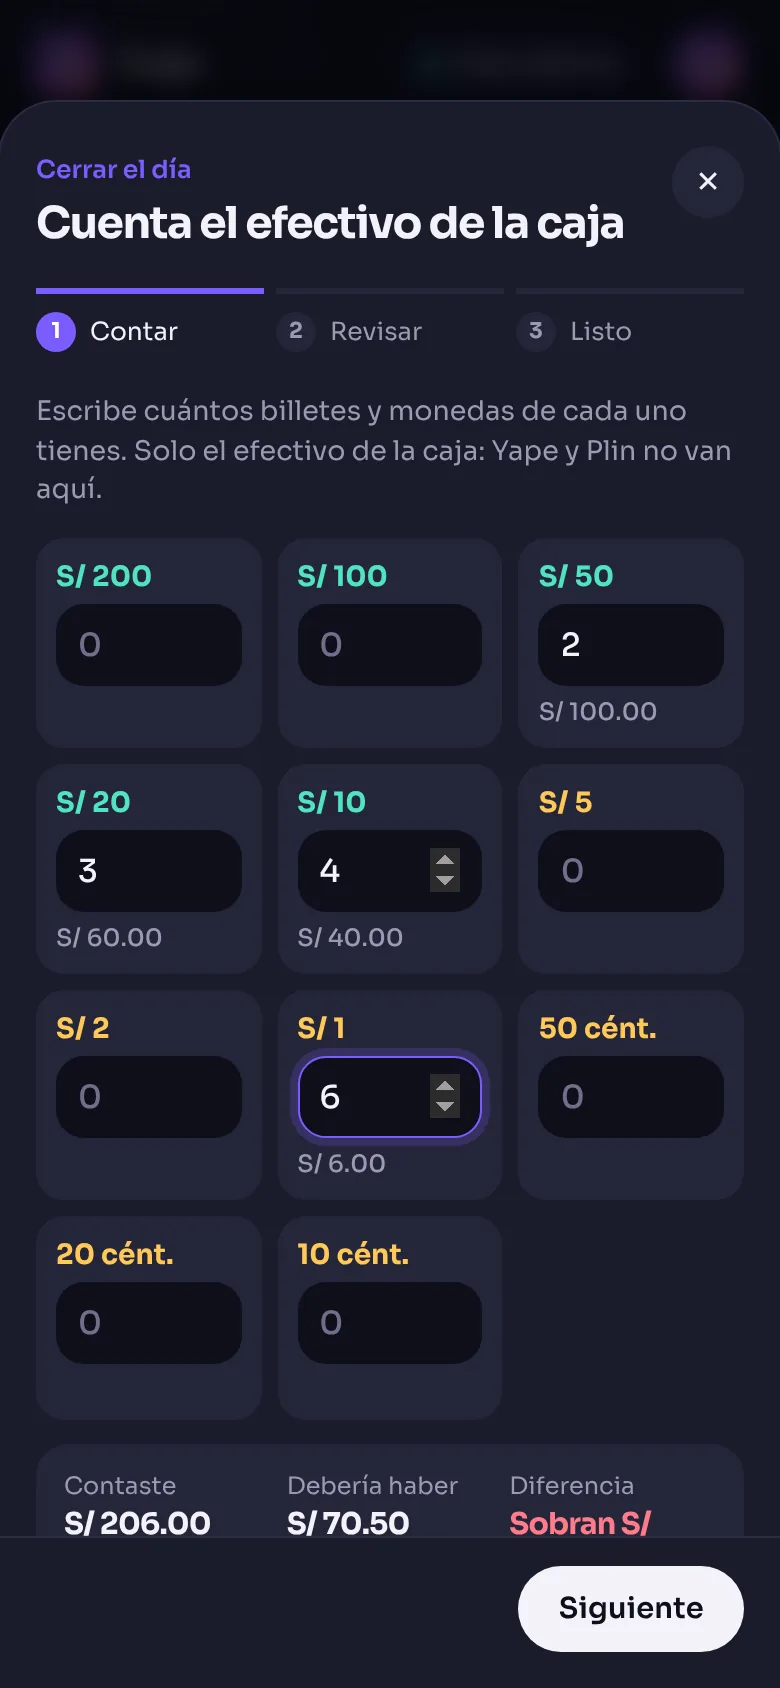 Cerrar el día
Cuenta el efectivo de la caja
1 Contar
2 Revisar
3 Listo
Escribe cuántos billetes y monedas de cada uno
tienes. Solo el efectivo de la caja: Yape y Plin no van
aquí.
S/ 200
0
S/ 100
0
S/ 50
2
S/ 100.00
S/ 20
3
S/ 60.00
S/ 10
4
S/ 40.00
S/ 5
0
S/ 2
0
S/ 1
6
S/ 6.00
50 cént.
0
20 cént.
0
10 cént.
0
Contaste
S/ 206.00
Debería haber
S/ 70.50
Diferencia
Sobran S/
Siguiente